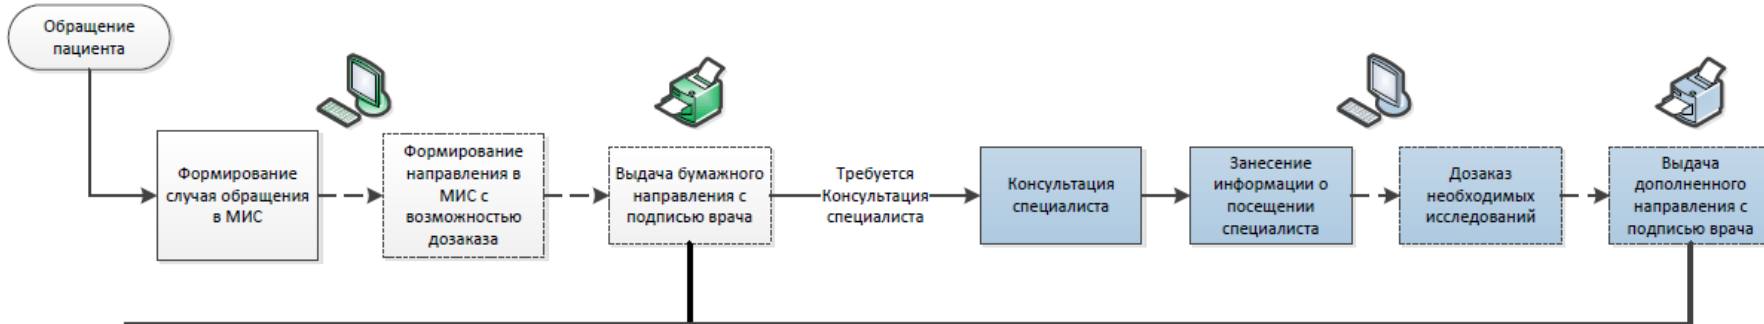 Обращение
пациента
Формирование
случая обращения
в МИС
Формирование
направления в
МИС с
возможностью
дозаказа
Выдача бумажного
направления с
подписью врача
Требуется
Консультация
специалиста
Консультация
специалиста
Занесение
информации о
посещении
специалиста
Дозаказ
необходимых
исследований
Выдача
дополненного
направления с
подписью врача